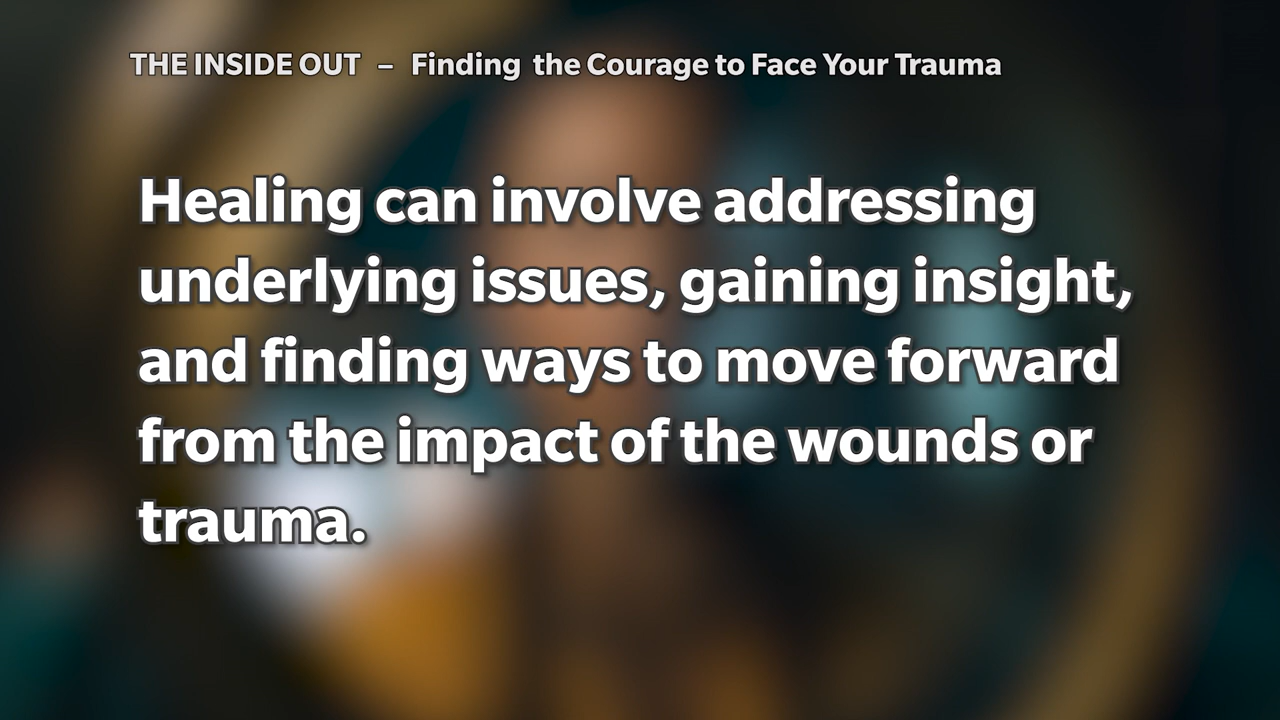 THE INSIDE OUT – Finding the Courage to Face Your Trauma
Healing can involve addressing
underlying issues, gaining insight,
and finding ways to move forward
from the impact of the wounds or
trauma.